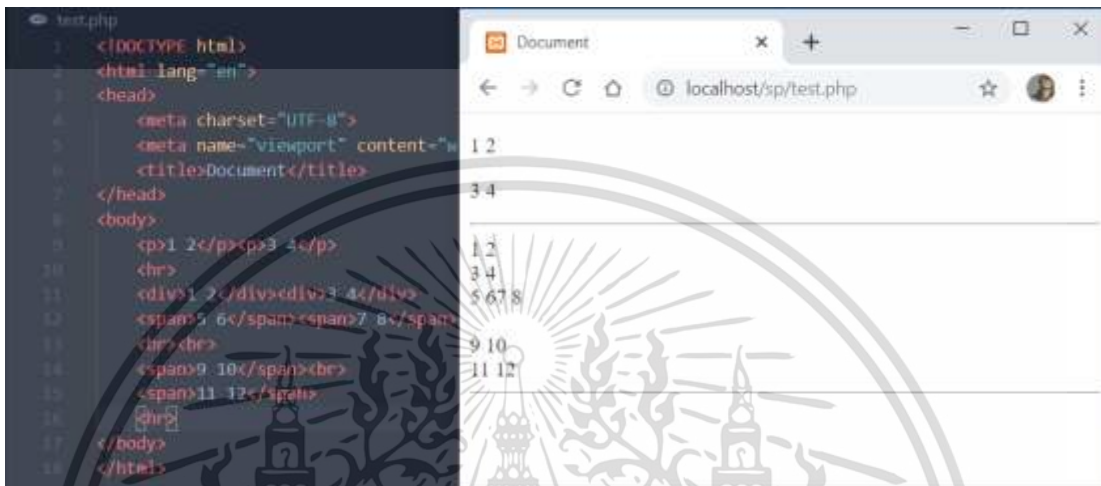 test.php
1 <!DOCTYPE html>
2 <html lang="en">
3 <head>
4 <meta charset="UTF-8">
5 <meta name="viewport" content="w
6 <title>Document</title>
7 </head>
8 <body>
9 <p>1 2</p><p>3 4</p>
10 <hr>
11 <div>1 2</div><div>3 4</div>
12 <span>5 6</span><span>7 8</span>
13 <br><br>
14 <span>9 10</span><br>
15 <span>11 12</span>
16 <hr>
17 </body>
18 </html>
Document
localhost/sp/test.php
1 2
3 4
1 2
3 4
5 67 8
9 10
11 12